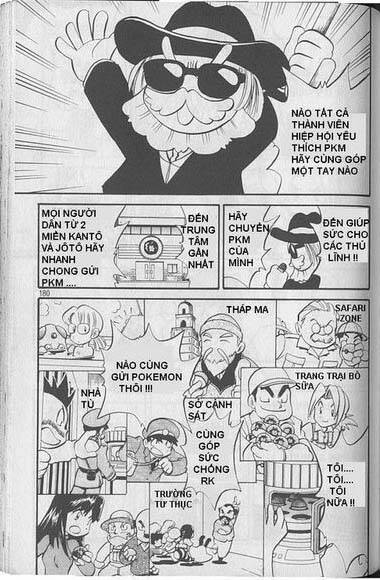 NÀO TẤT CẢ
THÀNH VIÊN
HIỆP HỘI YÊU
THÍCH PKM
HÃY CÙNG GÓP
MỘT TAY NÀO
MỌI NGƯỜI
DÂN TỪ 2
MIỀN KANTÔ
VÀ JÔTÔ HÃY
NHANH
CHONG GỬI
PKM ....
ĐẾN
TRUNG
TÂM
GẦN
NHẤT
HÃY
CHUYỂN
PKM
CỦA
MÌNH
ĐẾN GIÚP
SỨC CHO
CÁC THỦ
LĨNH !!
180
THÁP MA
SAFARI
ZONE
NÀO CÙNG
GỬI POKEMON
THÔI !!!
TRANG TRẠI BÒ
SỮA
NHÀ
TÙ
SỞ CẢNH
SÁT
CÙNG
GÓP
SỨC
CHỐNG
RK
TRƯỜNG
TƯ THỤC
TÔI....
TÔI....
TÔI
NỮA !!